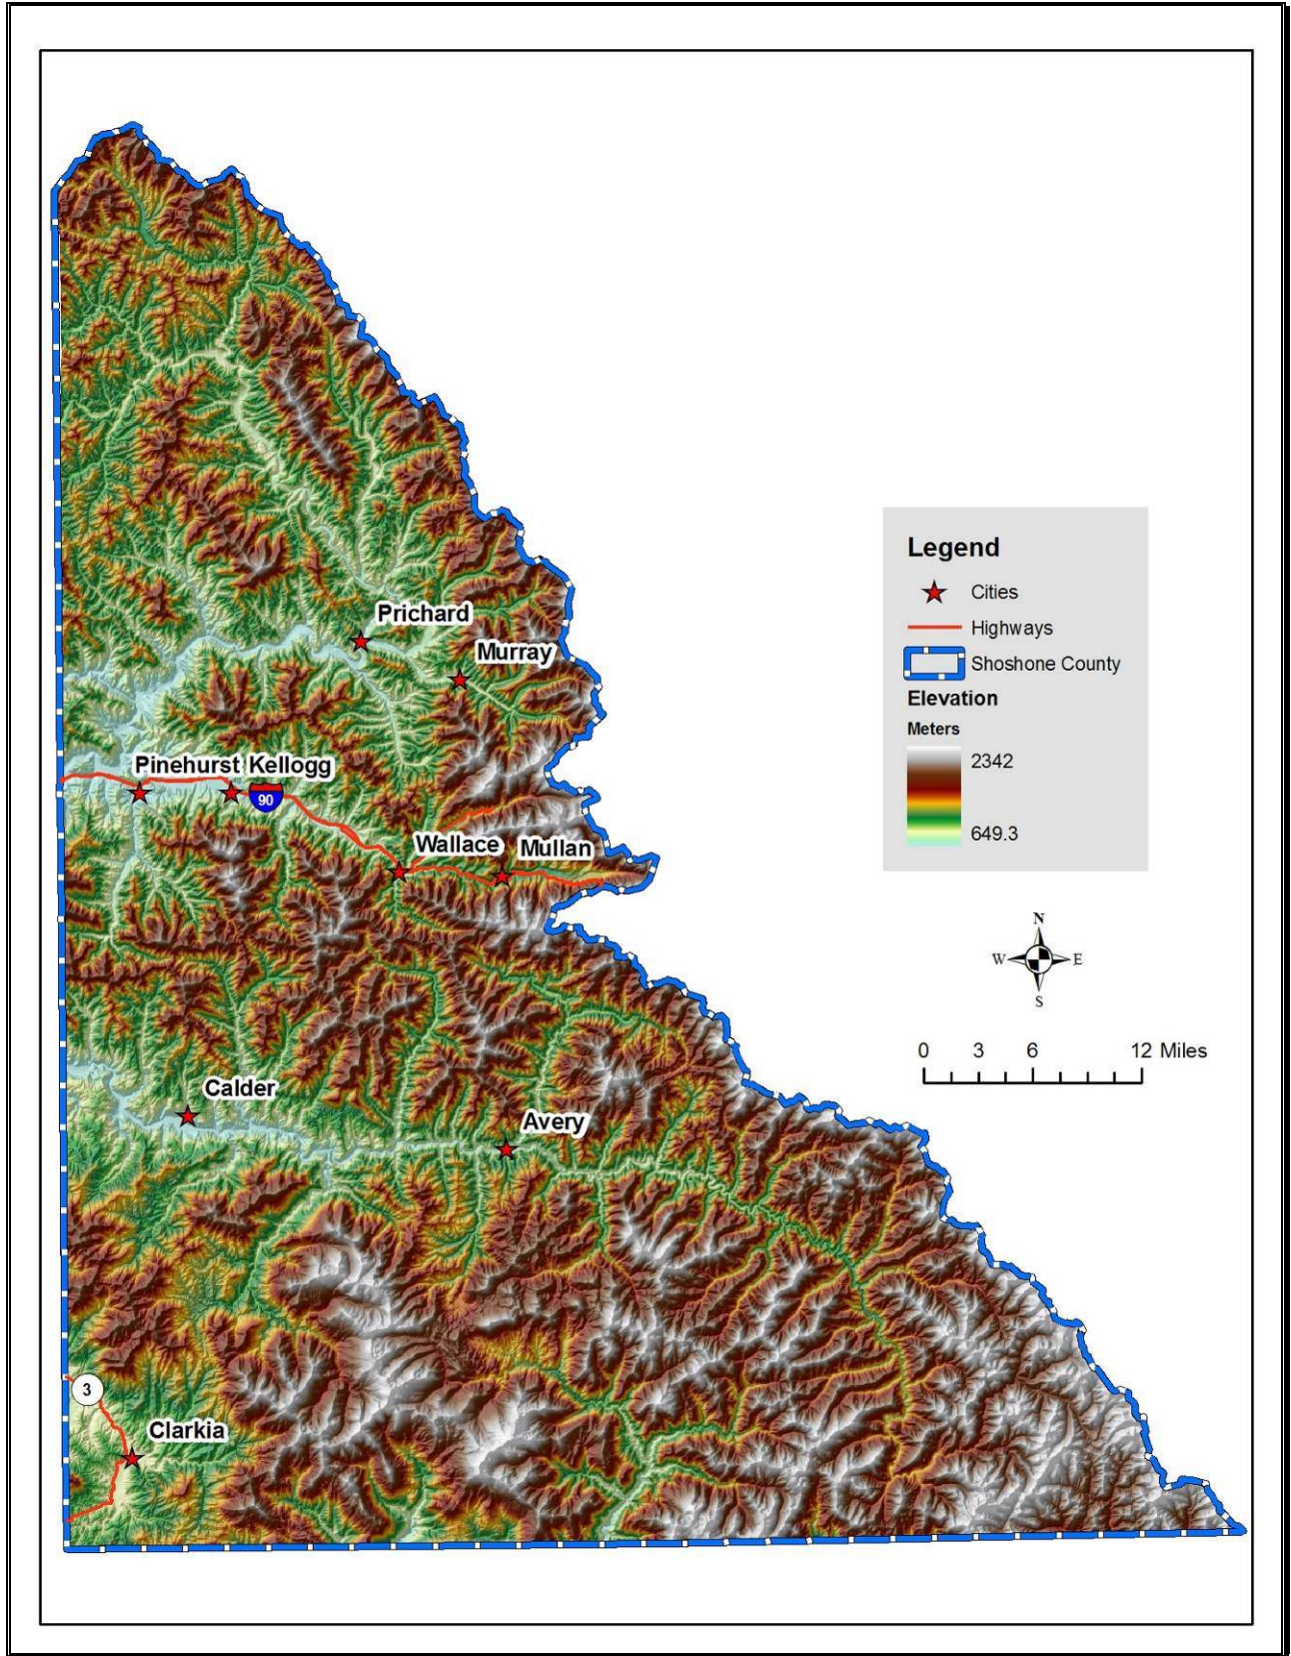 Prichard
Murray
Pinehurst Kellogg
90
Wallace
Mullan
Calder
Avery
3
Clarkia
Legend
Cities
Highways
Shoshone County
Elevation
Meters
2342
649.3
N
W E
S
0 3 6 12 Miles